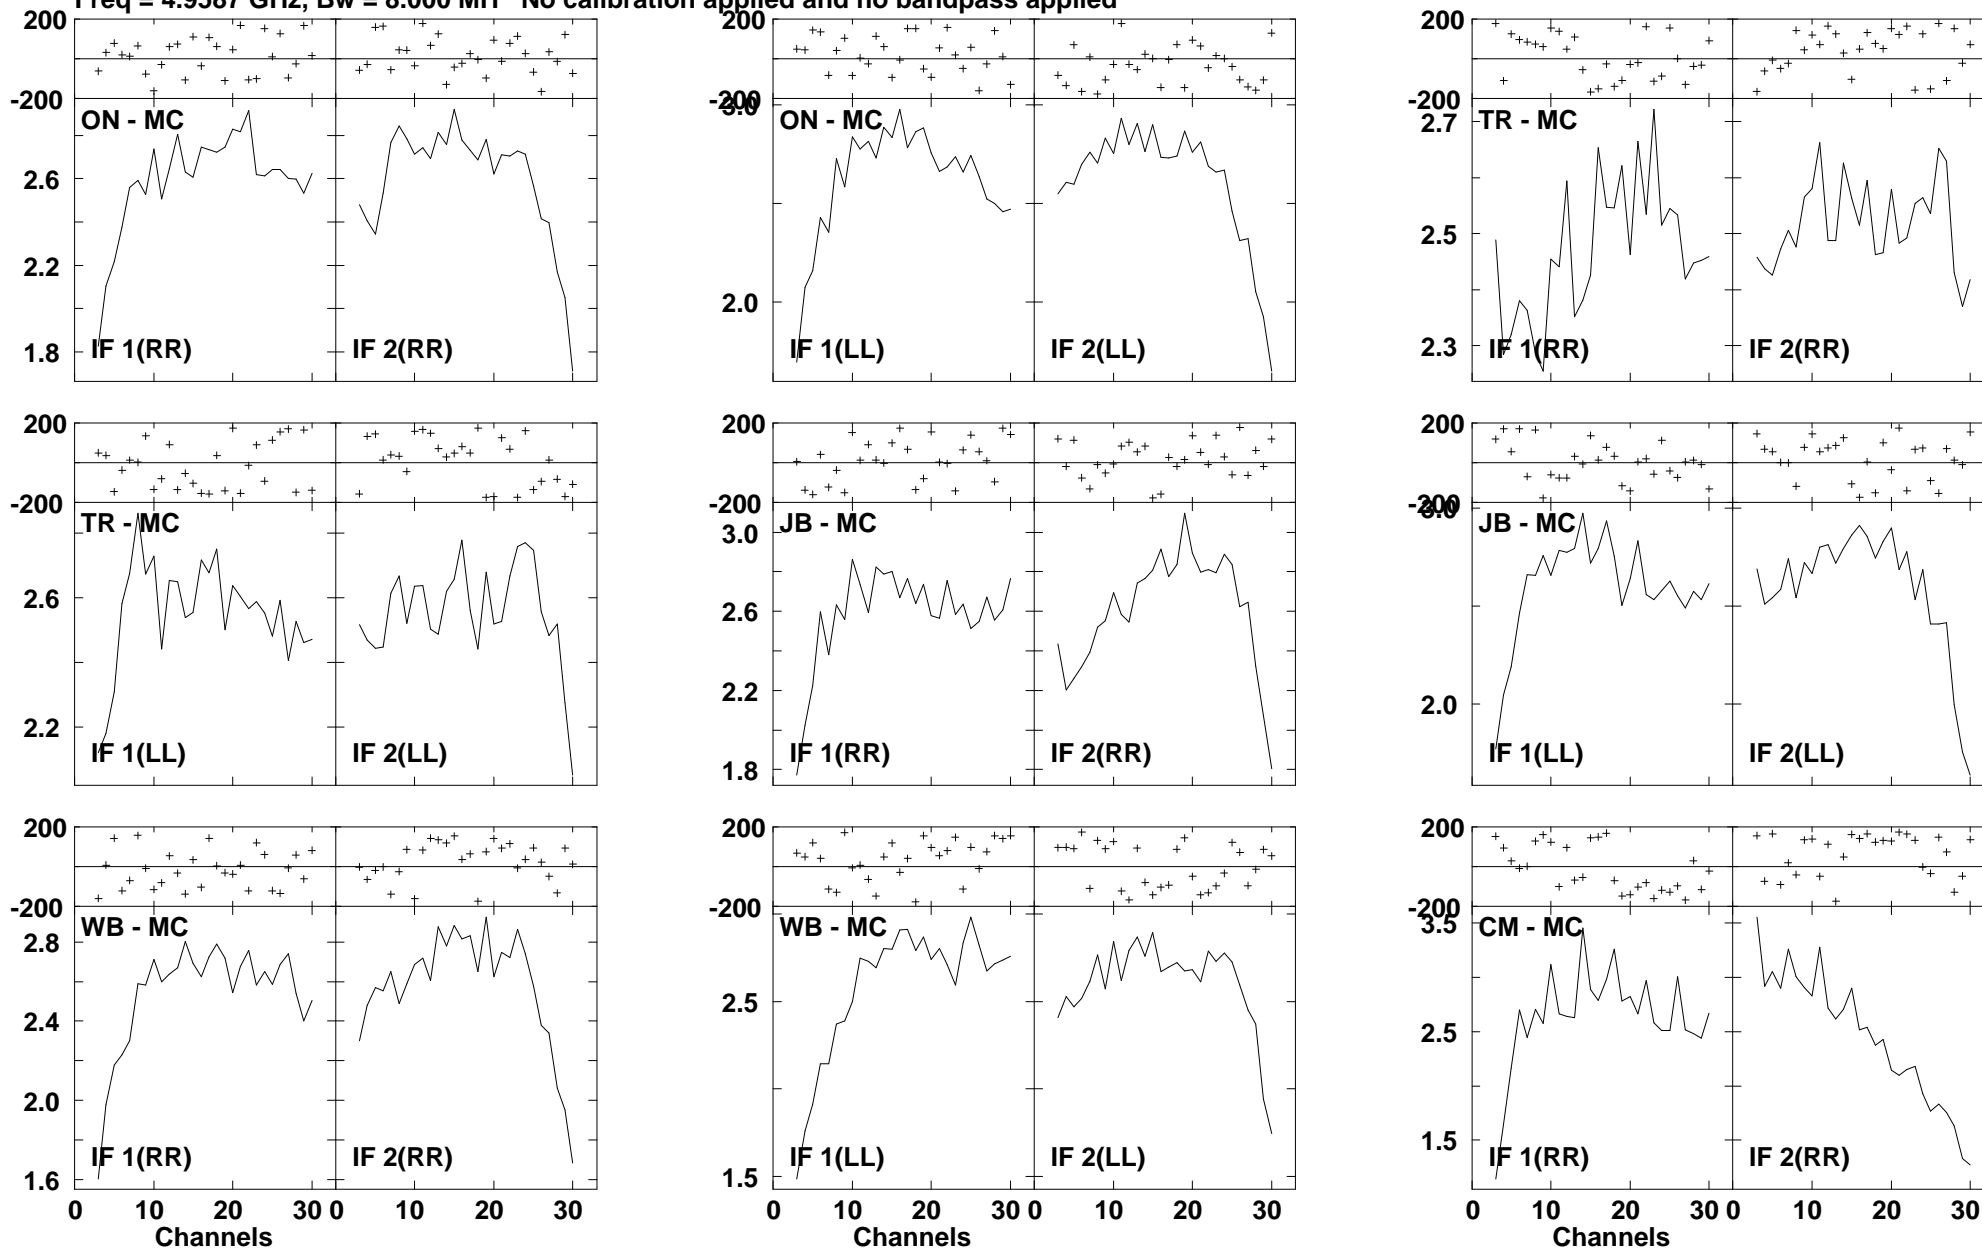 Freq = 4.9587 GHz, Bw = 8.000 MH No calibration applied and no bandpass applied
200
-200
ON - MC
2.6
2.2
1.8
IF 1(RR)
IF 2(RR)
200
-200
3.0
ON - MC
2.0
IF 1(LL)
IF 2(LL)
200
-200
2.7
TR - MC
2.5
2.3
IF 1(RR)
IF 2(RR)
200
-200
TR - MC
2.6
2.2
IF 1(LL)
IF 2(LL)
200
-200
3.0
JB - MC
2.6
2.2
1.8
IF 1(RR)
IF 2(RR)
200
-200
3.0
JB - MC
2.0
IF 1(LL)
IF 2(LL)
200
-200
2.8
WB - MC
2.4
2.0
1.6
IF 1(RR)
IF 2(RR)
0 10 20 30 0 10 20 30
Channels
200
-200
WB - MC
2.5
1.5
IF 1(LL)
IF 2(LL)
0 10 20 30 0 10 20 30
Channels
200
-200
3.5
CM - MC
2.5
1.5
IF 1(RR)
IF 2(RR)
0 10 20 30 0 10 20 30
Channels